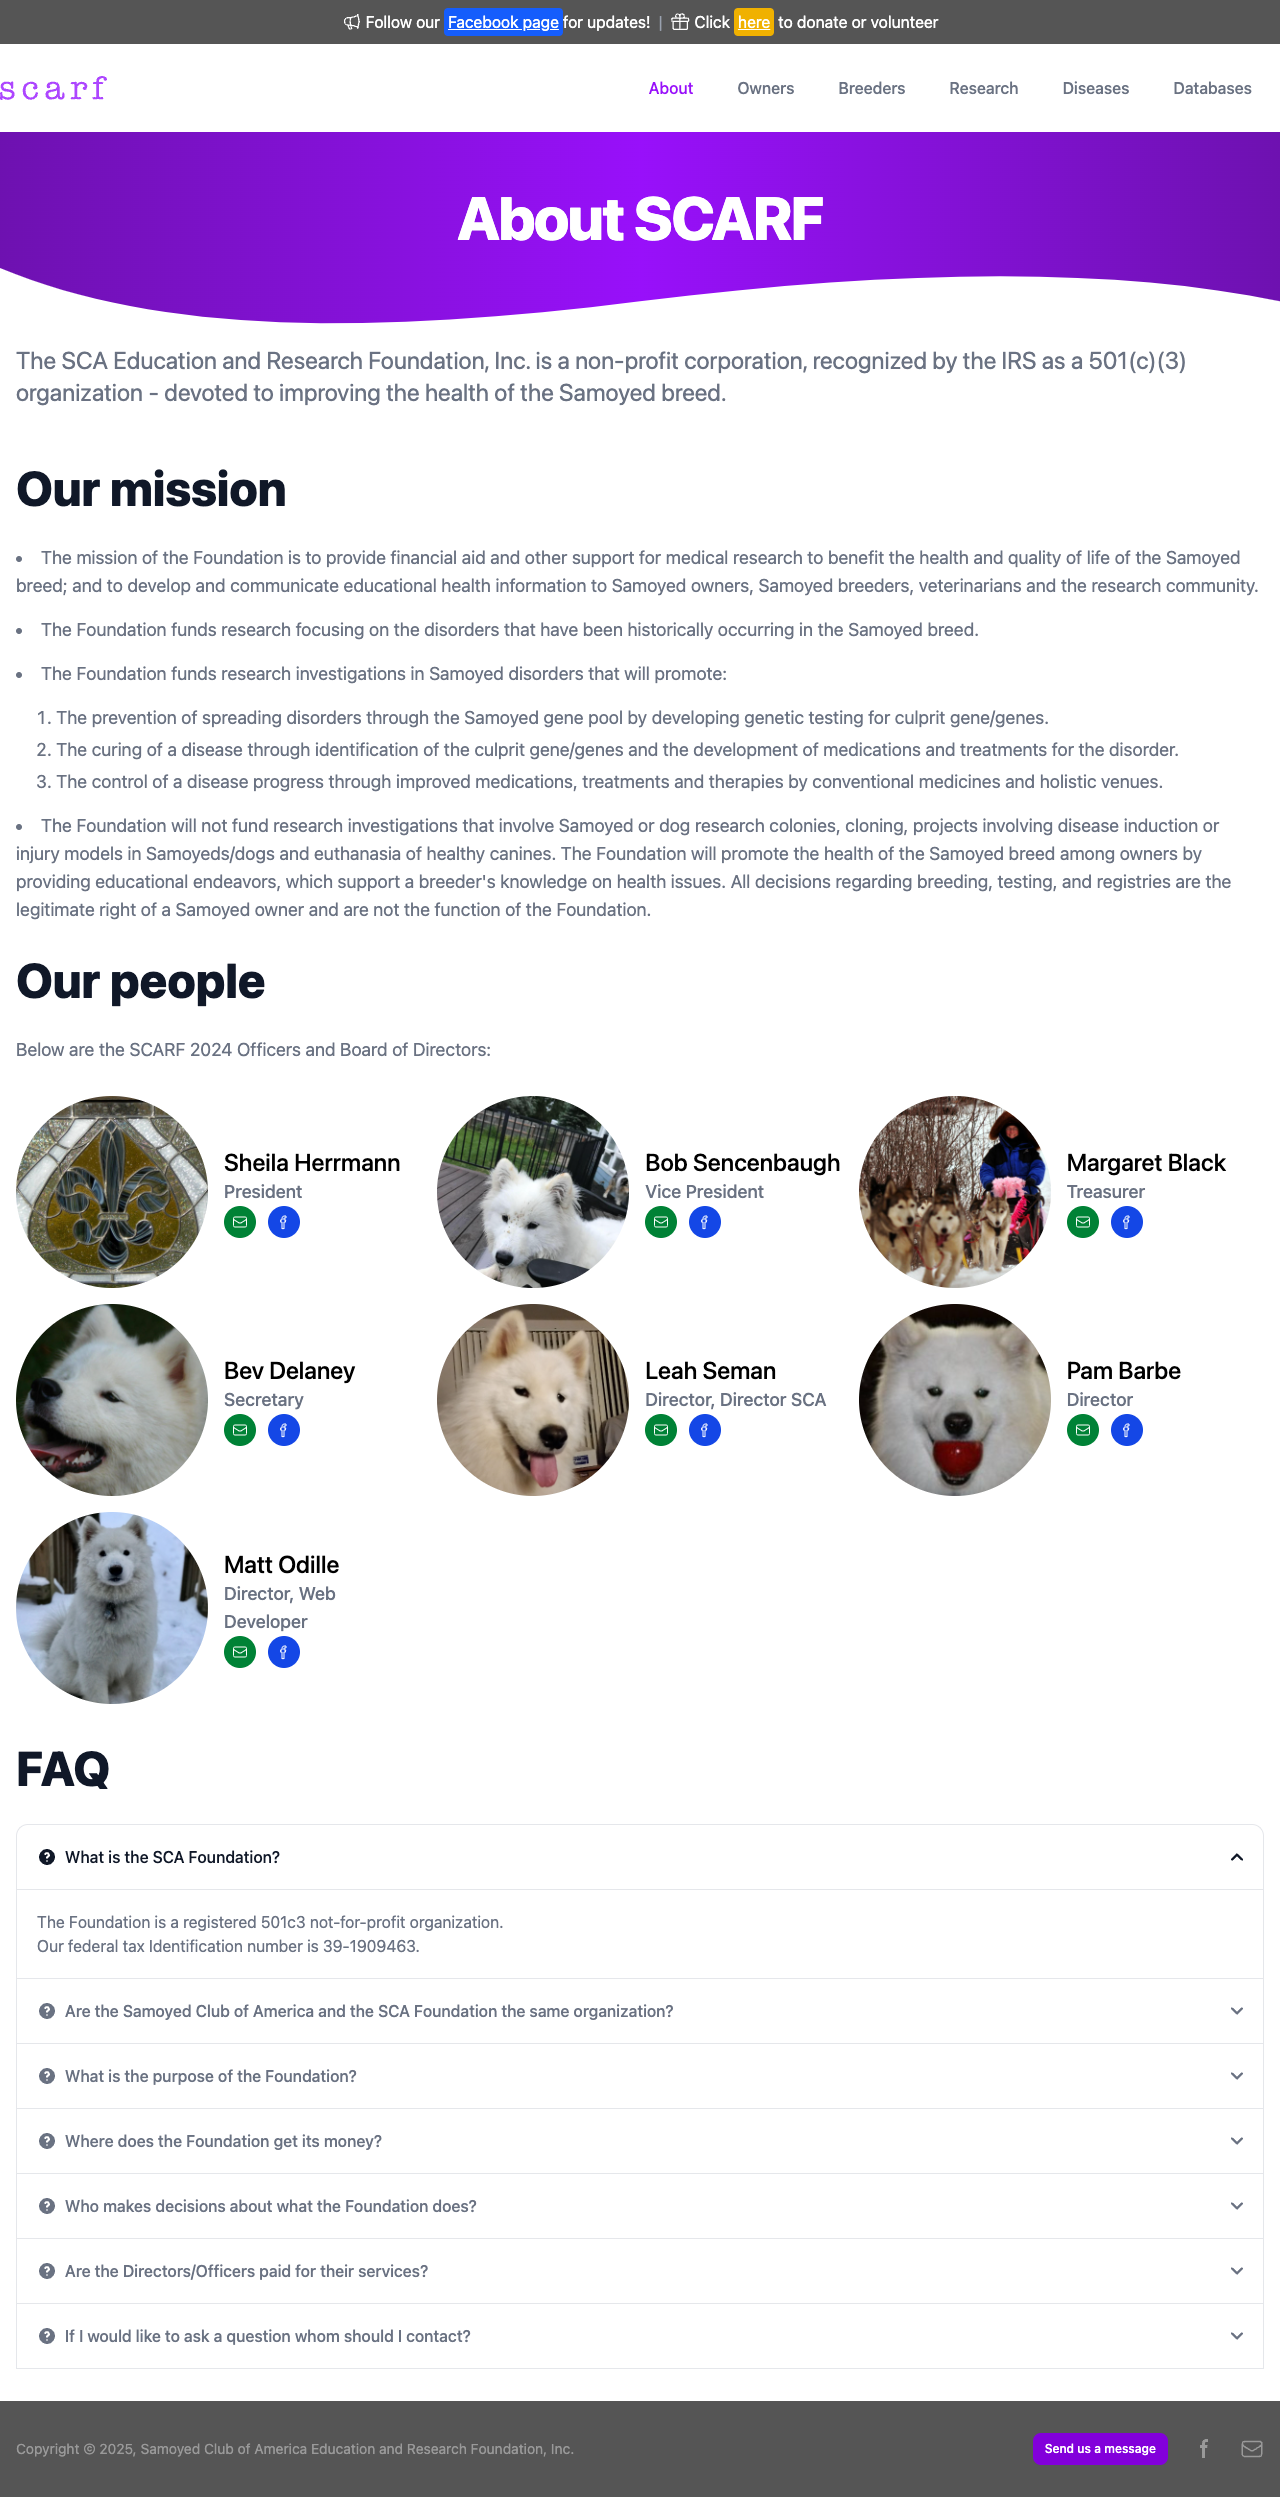 Follow our Facebook page for updates! | Click here to donate or volunteer
scarf
About Owners Breeders Research Diseases Databases
About SCARF
The SCA Education and Research Foundation, Inc. is a non-profit corporation, recognized by the IRS as a 501(c)(3)
organization - devoted to improving the health of the Samoyed breed.
Our mission
• The mission of the Foundation is to provide financial aid and other support for medical research to benefit the health and quality of life of the Samoyed
breed; and to develop and communicate educational health information to Samoyed owners, Samoyed breeders, veterinarians and the research community.
• The Foundation funds research focusing on the disorders that have been historically occurring in the Samoyed breed.
• The Foundation funds research investigations in Samoyed disorders that will promote:
1. The prevention of spreading disorders through the Samoyed gene pool by developing genetic testing for culprit gene/genes.
2. The curing of a disease through identification of the culprit gene/genes and the development of medications and treatments for the disorder.
3. The control of a disease progress through improved medications, treatments and therapies by conventional medicines and holistic venues.
• The Foundation will not fund research investigations that involve Samoyed or dog research colonies, cloning, projects involving disease induction or
injury models in Samoyeds/dogs and euthanasia of healthy canines. The Foundation will promote the health of the Samoyed breed among owners by
providing educational endeavors, which support a breeder's knowledge on health issues. All decisions regarding breeding, testing, and registries are the
legitimate right of a Samoyed owner and are not the function of the Foundation.
Our people
Below are the SCARF 2024 Officers and Board of Directors:
Sheila Herrmann
President
Bob Sencenbaugh
Vice President
Margaret Black
Treasurer
Bev Delaney
Secretary
Leah Seman
Director, Director SCA
Pam Barbe
Director
Matt Odille
Director, Web
Developer
FAQ
What is the SCA Foundation?
The Foundation is a registered 501c3 not-for-profit organization.
Our federal tax Identification number is 39-1909463.
Are the Samoyed Club of America and the SCA Foundation the same organization?
What is the purpose of the Foundation?
Where does the Foundation get its money?
Who makes decisions about what the Foundation does?
Are the Directors/Officers paid for their services?
If I would like to ask a question whom should I contact?
Copyright © 2025, Samoyed Club of America Education and Research Foundation, Inc.
Send us a message